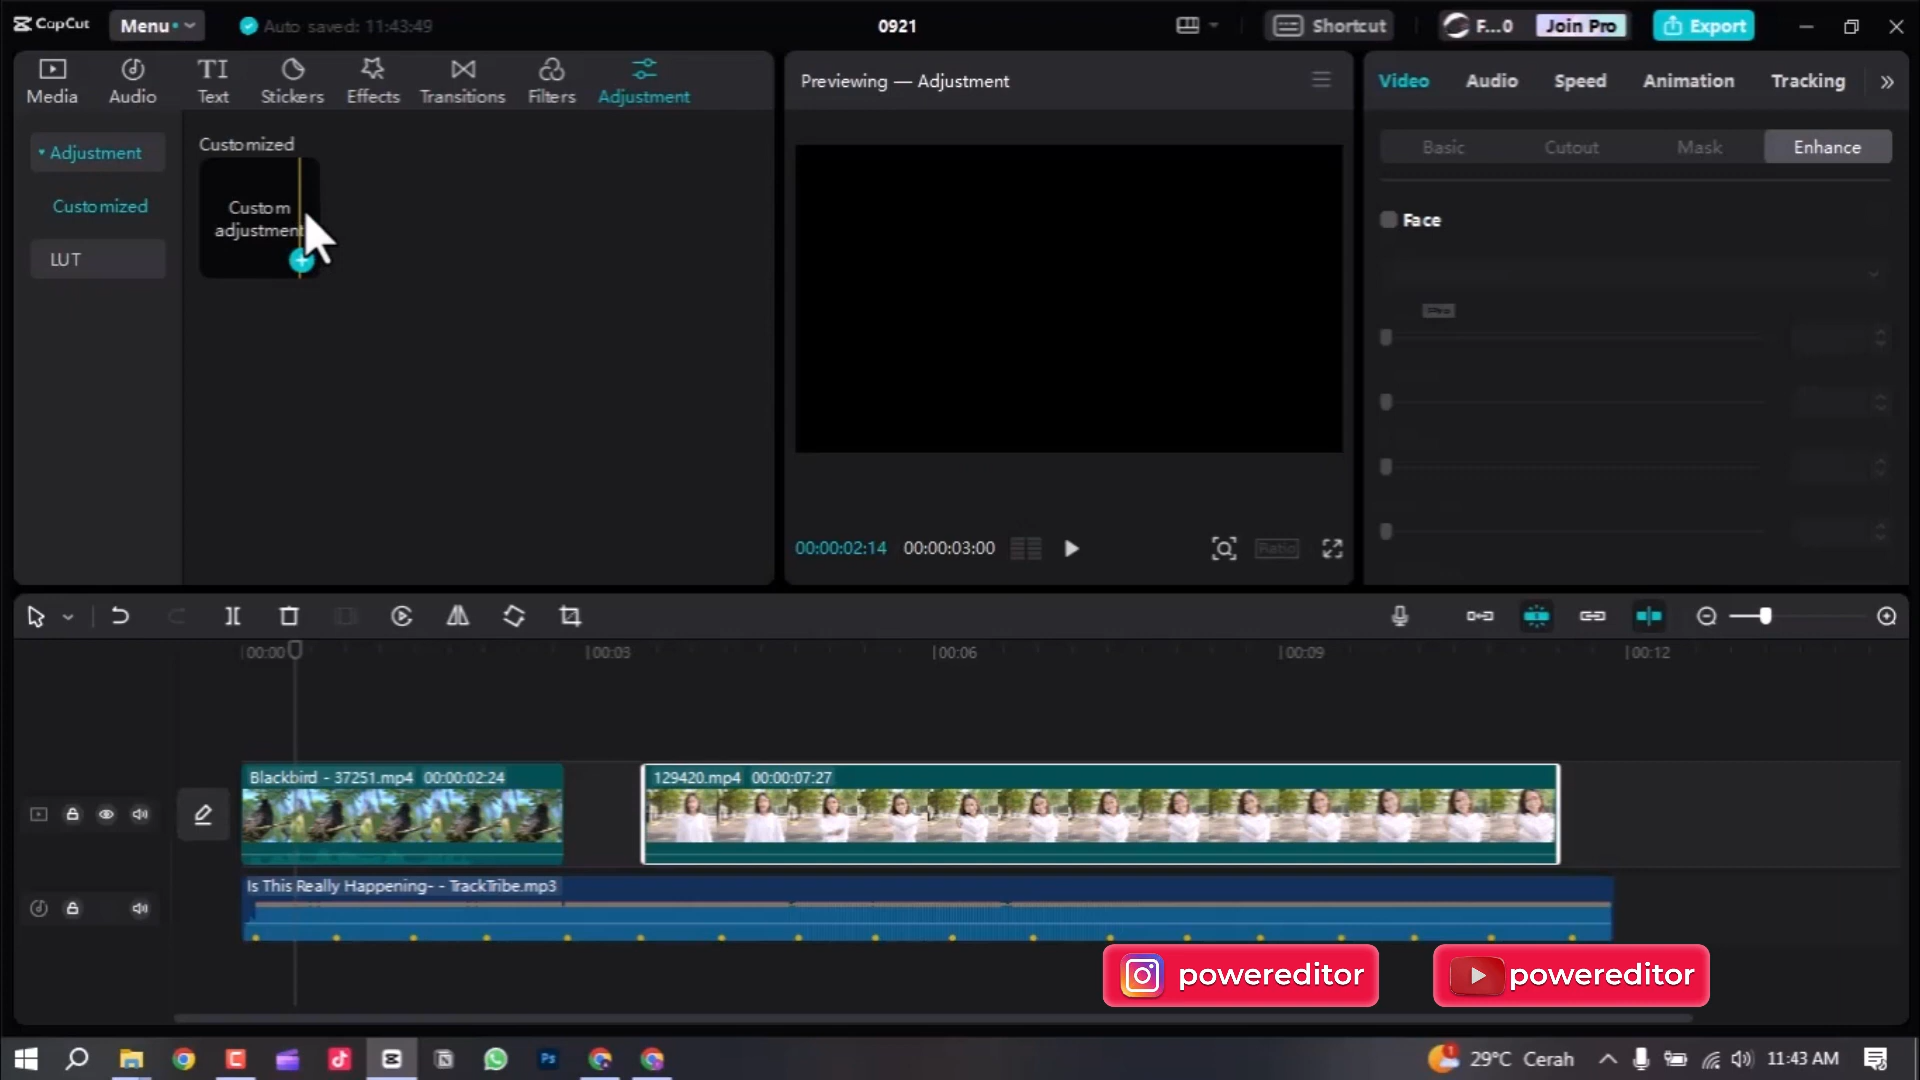 CapCut
Menu
Auto saved: 11:43:49
0921
Shortcut
F...0
Join Pro
Export
Media
Audio
Text
Stickers
Effects
Transitions
Filters
Adjustment
Adjustment
Customized
LUT
Customized
Custom
adjustment
Previewing — Adjustment
00:00:02:14
00:00:03:00
Ratio
Video
Audio
Speed
Animation
Tracking
Basic
Cutout
Mask
Enhance
Face
Pro
00:00
00:03
00:06
00:09
00:12
Blackbird - 37251.mp4 00:00:02:24
129420.mp4 00:00:07:27
Is This Really Happening- - TrackTribe.mp3
powereditor
powereditor
Ps
29°C Cerah
11:43 AM